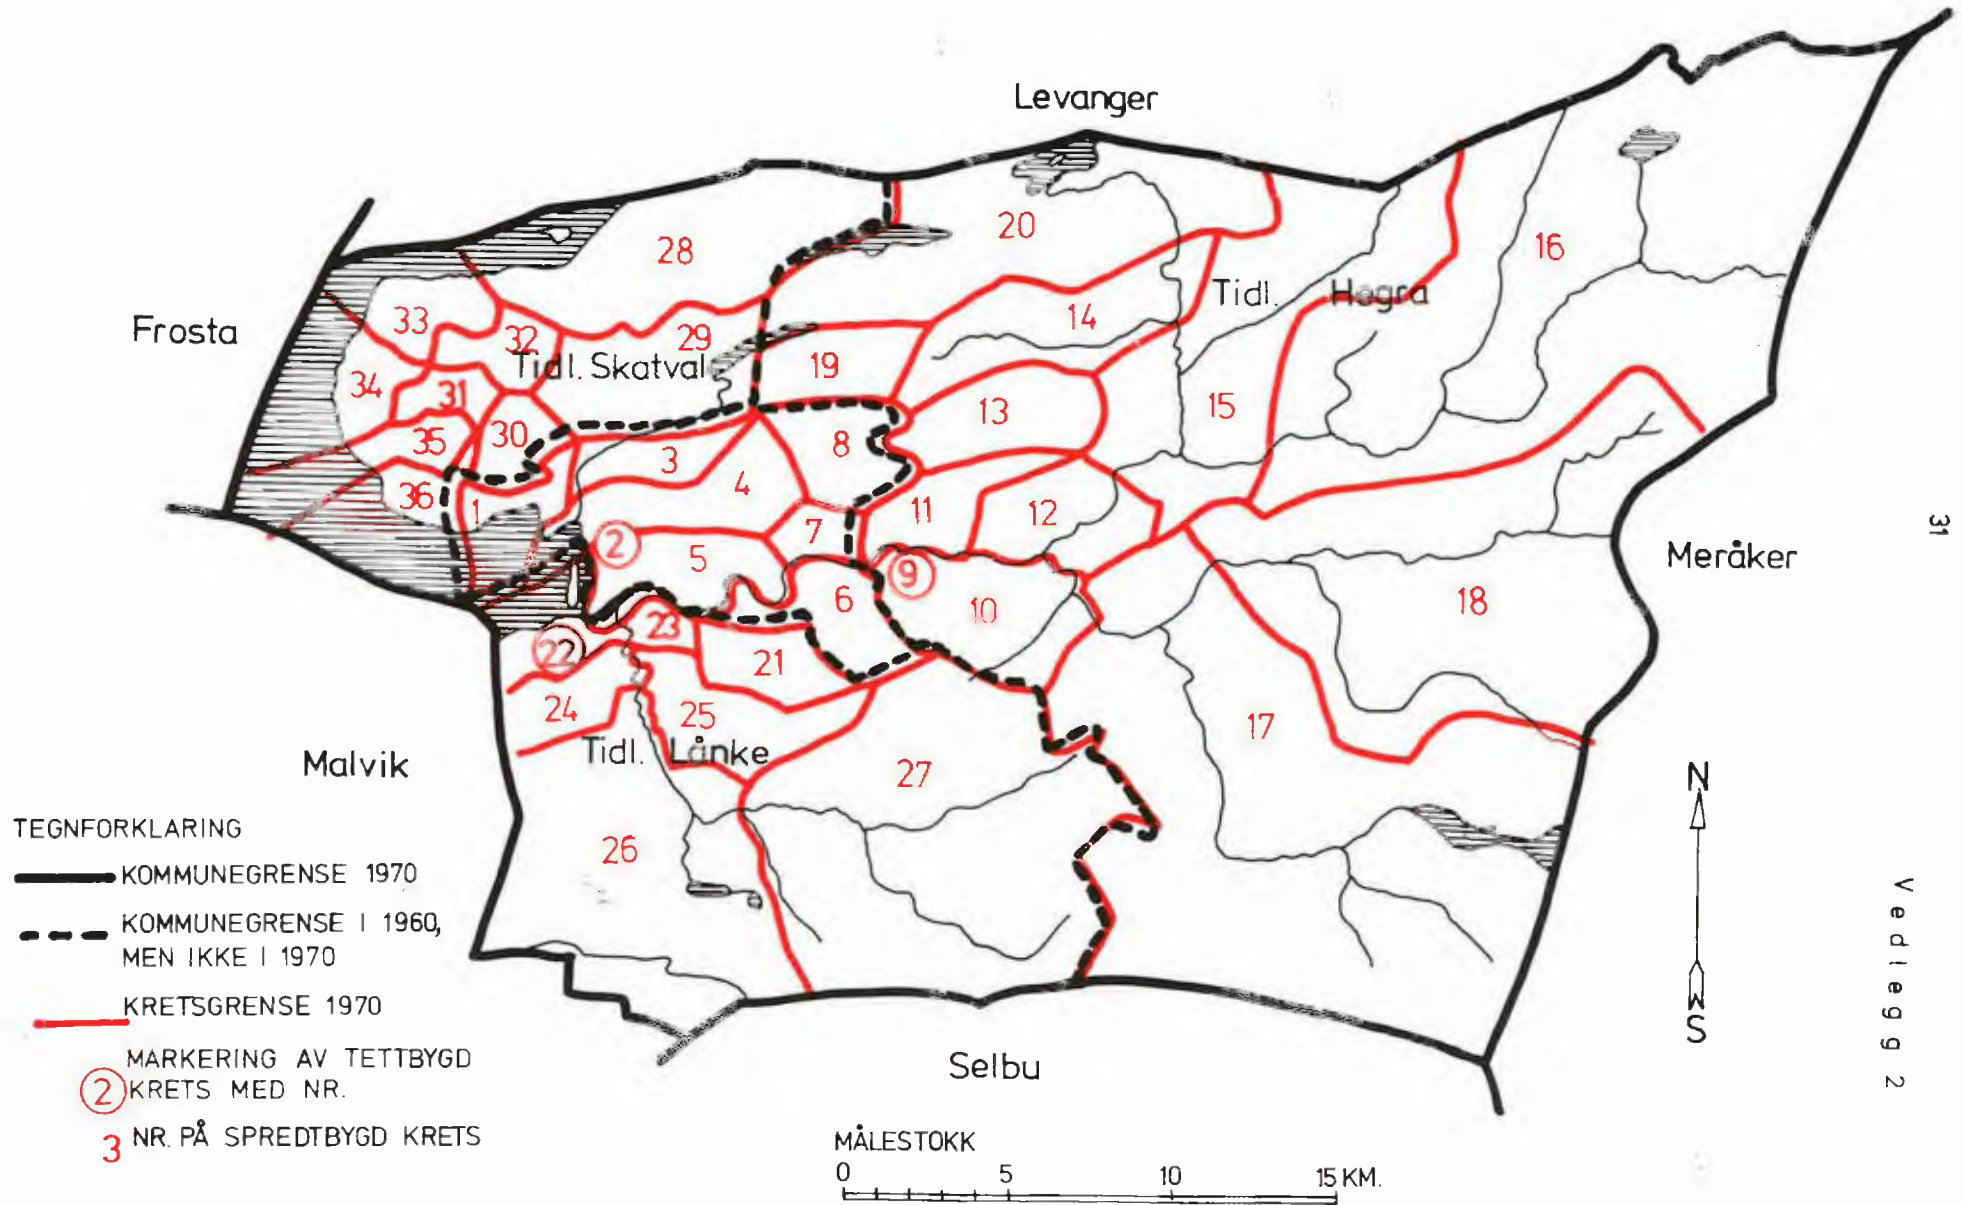 Levanger
20
16
28
Tidl. Hegra
33
32
29
14
Frosta
Tidl. Skatval
19
34
31
15
13
35
30
8
3
36
1
4
11
12
7
2
5
31
Meråker
9
6
10
18
23
22
21
24
25
17
Tidl. Lånke
Malvik
27
26
N
S
TEGNFORKLARING
KOMMUNEGRENSE 1970
KOMMUNEGRENSE I 1960,
MEN IKKE I 1970
KRETSGRENSE 1970
MARKERING AV TETTBYGD
2 KRETS MED NR.
3 NR. PÅ SPREDTBYGD KRETS
Selbu
MÅLESTOKK
0 5 10 15 KM.
Vedlegg 2